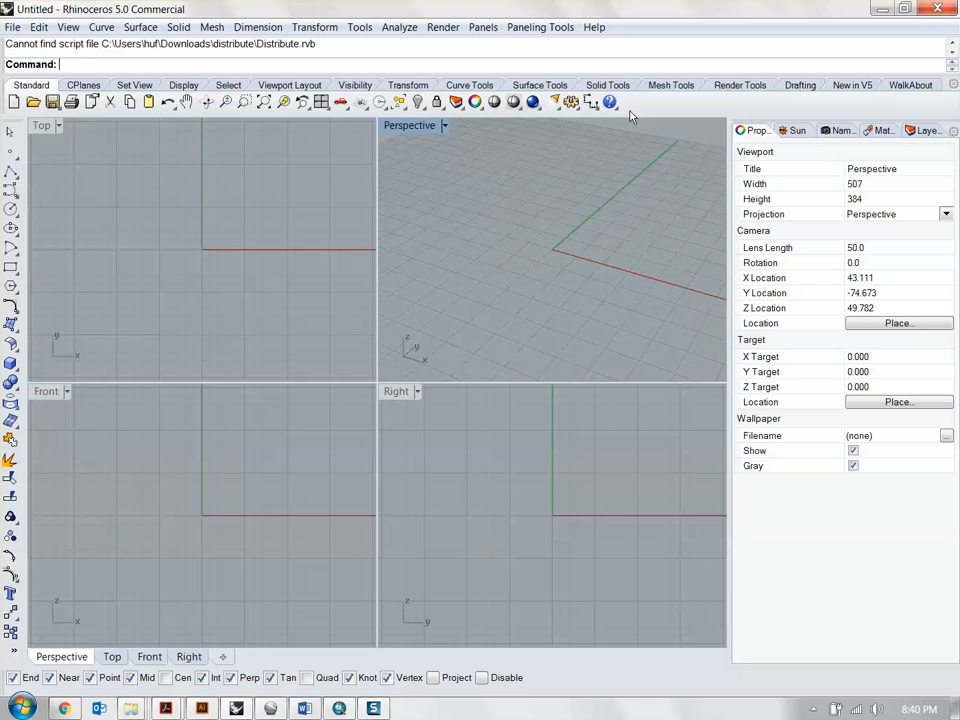 Untitled - Rhinoceros 5.0 Commercial
File Edit View Curve Surface Solid Mesh Dimension Transform Tools Analyze Render Panels Paneling Tools Help
Cannot find script file C:\Users\huf\Downloads\distribute\Distribute.rvb
Command:
Standard CPlanes Set View Display Select Viewport Layout Visibility Transform Curve Tools Surface Tools Solid Tools Mesh Tools Render Tools Drafting New in V5 WalkAbout
Top
Perspective
Prop... Sun Nam... Mat... Laye...
Viewport
Title Perspective
Width 507
Height 384
Projection Perspective
Camera
Lens Length 50.0
Rotation 0.0
X Location 43.111
Y Location -74.673
Z Location 49.782
Location Place...
Target
X Target 0.000
Y Target 0.000
Z Target 0.000
Location Place...
Wallpaper
Filename (none) ...
Show
Gray
y
x
z
y
x
Front
Right
z
x
z
y
Perspective Top Front Right
End Near Point Mid Cen Int Perp Tan Quad Knot Vertex Project Disable
8:40 PM